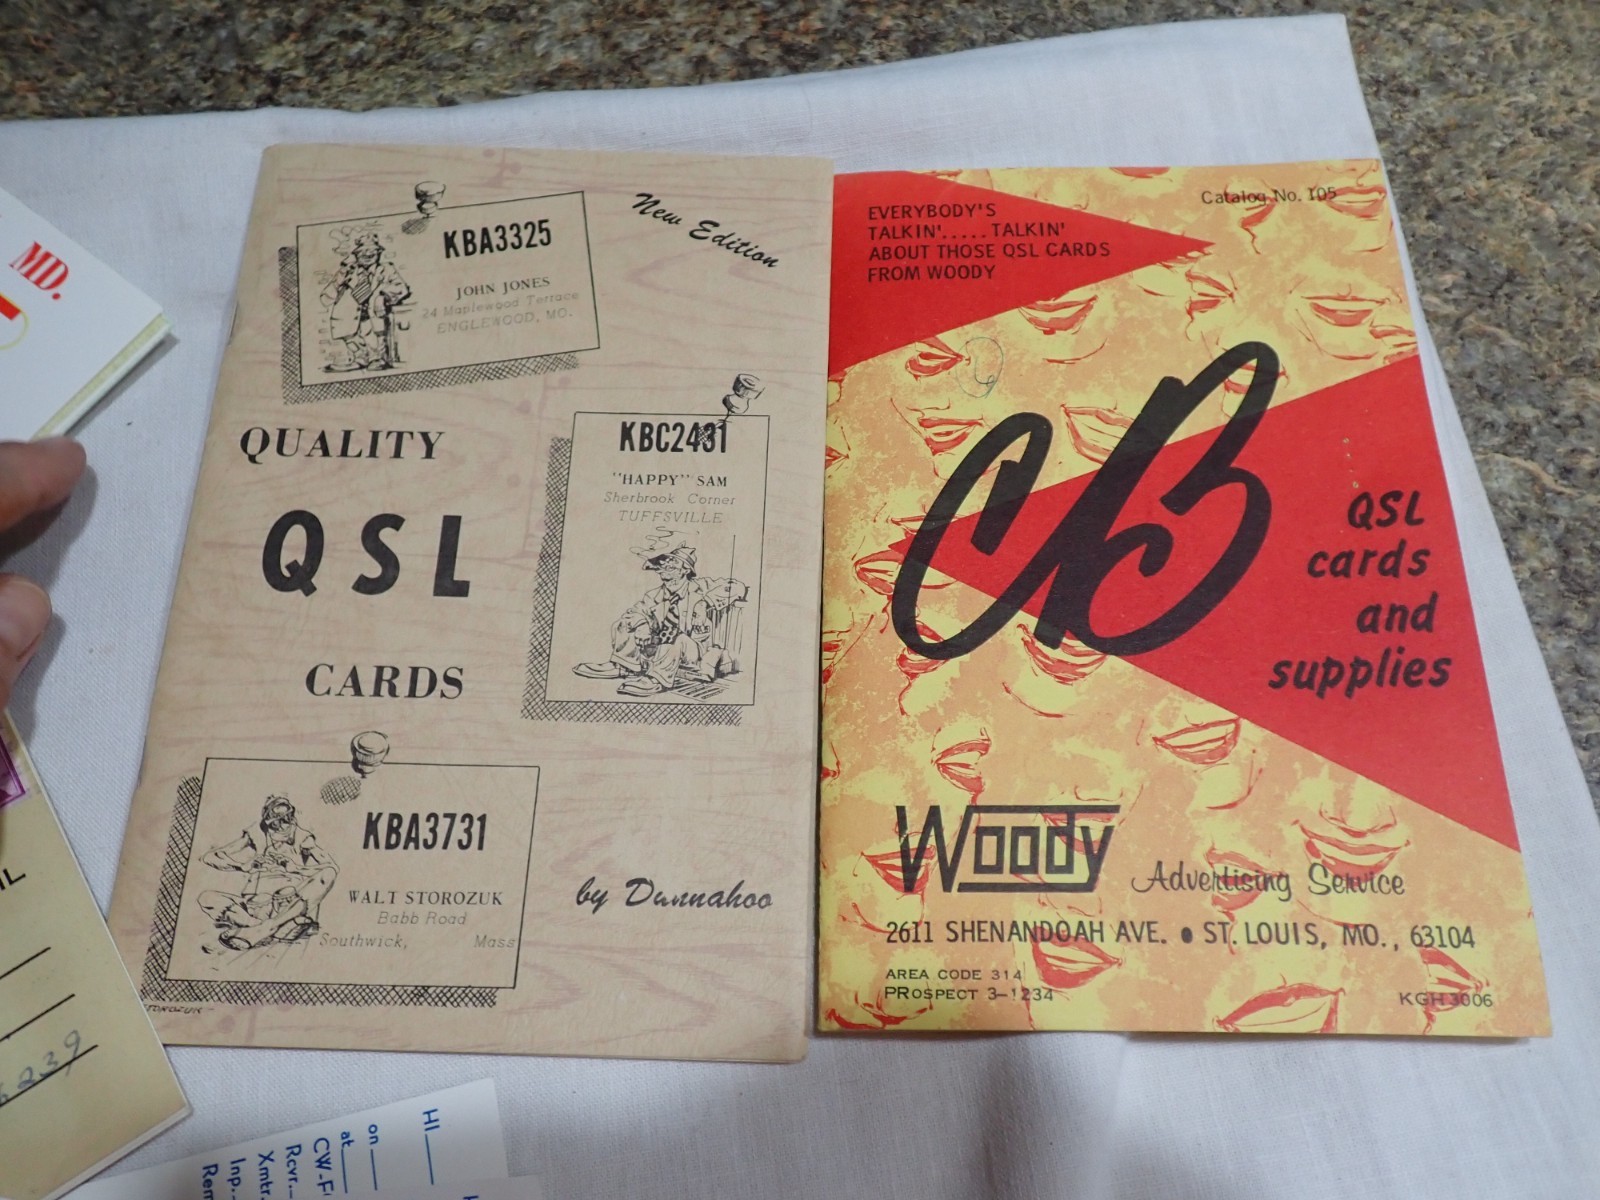 MD.
New Edition
KBA3325
JOHN JONES
24 Maplewood Terrace
ENGLEWOOD, MO.
QUALITY
QSL
CARDS
KBC2431
"HAPPY" SAM
Sherbrook Corner
TUFFSVILLE
KBA3731
WALT STOROZUK
Babb Road
Southwick, Mass
by Dunnahoo
Catalog No. 105
EVERYBODY'S
TALKIN'.....TALKIN'
ABOUT THOSE QSL CARDS
FROM WOODY
CB
QSL
cards
and
supplies
Woody
Advertising Service
2611 SHENANDOAH AVE. ● ST. LOUIS, MO., 63104
AREA CODE 314
PROSPECT 3-1234
KGH 3006
239
HI
on
at
CW-F
Rcvr.
Xmtr.
Inp.
Rem